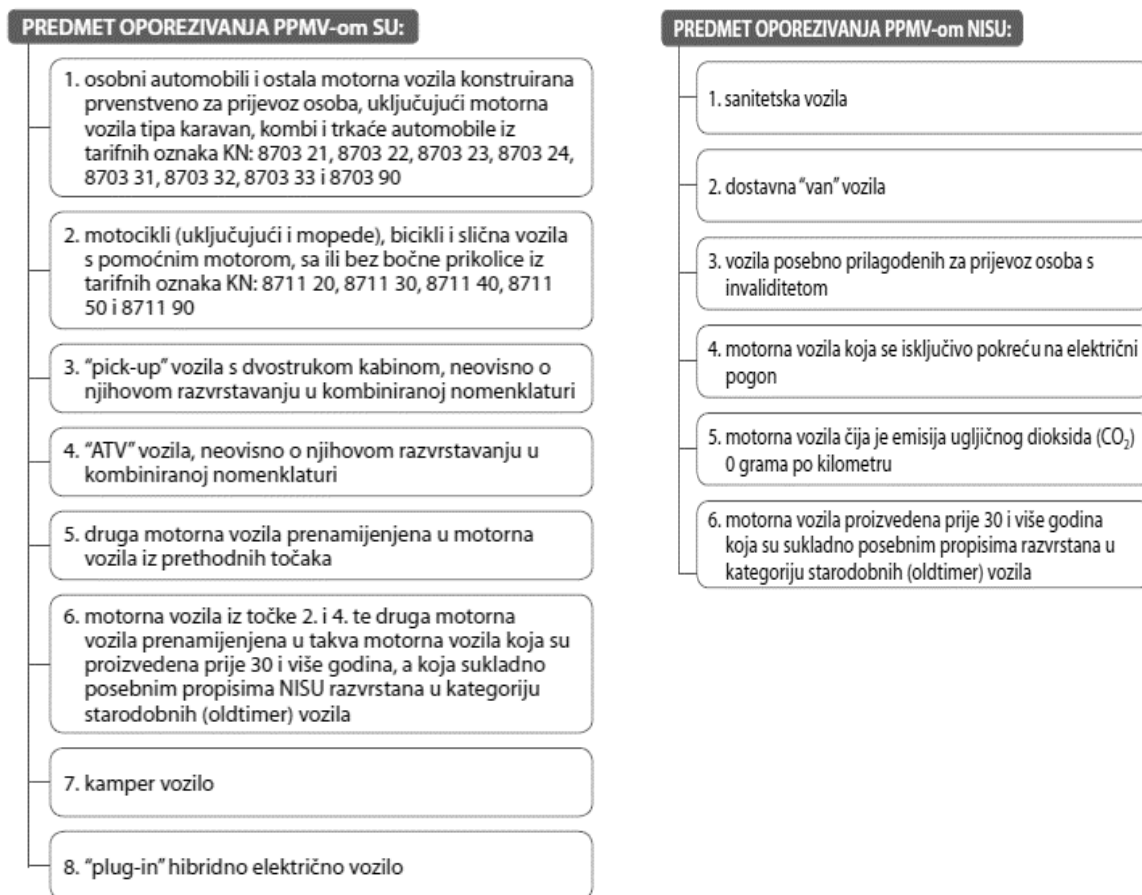 PREDMET OPOREZIVANJA PPMV-om SU:
1. osobni automobili i ostala motorna vozila konstruirana
prvenstveno za prijevoz osoba, uključujući motorna
vozila tipa karavan, kombi i trkaće automobile iz
tarifnih oznaka KN: 8703 21, 8703 22, 8703 23, 8703 24,
8703 31, 8703 32, 8703 33 i 8703 90
2. motocikli (uključujući i mopede), bicikli i slična vozila
s pomoćnim motorom, sa ili bez bočne prikolice iz
tarifnih oznaka KN: 8711 20, 8711 30, 8711 40, 8711
50 i 8711 90
3. “pick-up” vozila s dvostrukom kabinom, neovisno o
njihovom razvrstavanju u kombiniranoj nomenklaturi
4. “ATV” vozila, neovisno o njihovom razvrstavanju u
kombiniranoj nomenklaturi
5. druga motorna vozila prenamijenjena u motorna
vozila iz prethodnih točaka
6. motorna vozila iz točke 2. i 4. te druga motorna
vozila prenamijenjena u takva motorna vozila koja su
proizvedena prije 30 i više godina, a koja sukladno
posebnim propisima NISU razvrstana u kategoriju
starodobnih (oldtimer) vozila
7. kamper vozilo
8. “plug-in” hibridno električno vozilo
PREDMET OPOREZIVANJA PPMV-om NISU:
1. sanitetska vozila
2. dostavna “van” vozila
3. vozila posebno prilagođenih za prijevoz osoba s
invaliditetom
4. motorna vozila koja se isključivo pokreću na električni
pogon
5. motorna vozila čija je emisija ugljičnog dioksida (CO₂)
0 grama po kilometru
6. motorna vozila proizvedena prije 30 i više godina
koja su sukladno posebnim propisima razvrstana u
kategoriju starodobnih (oldtimer) vozila